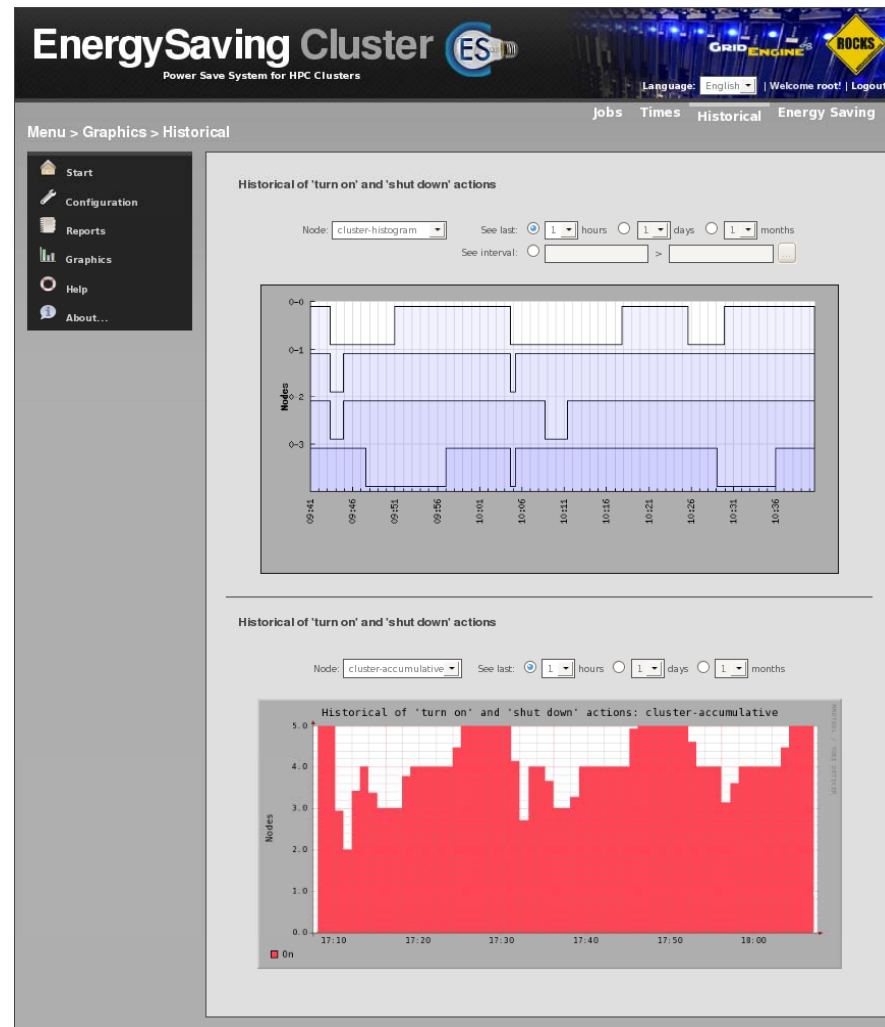 EnergySaving Cluster ES
Power Save System for HPC Clusters
GRID ENGINE
ROCKS
Language: English | Welcome root! | Logout
Jobs Times Historical Energy Saving
Menu > Graphics > Historical
Start
Configuration
Reports
Graphics
Help
About...
Historical of 'turn on' and 'shut down' actions
Node: cluster-histogram See last: 1 hours 1 days 1 months
See interval: > ...
0-0
0-1
0-2
0-3
Nodes
09:41 09:46 09:51 09:56 10:01 10:06 10:11 10:16 10:21 10:26 10:31 10:36
Historical of 'turn on' and 'shut down' actions
Node: cluster-accumulative See last: 1 hours 1 days 1 months
Historical of 'turn on' and 'shut down' actions: cluster-accumulative
5.0
4.0
3.0
2.0
1.0
0.0
Nodes
17:10 17:20 17:30 17:40 17:50 18:00
On
RRDTOOL / TOBI OETIKER